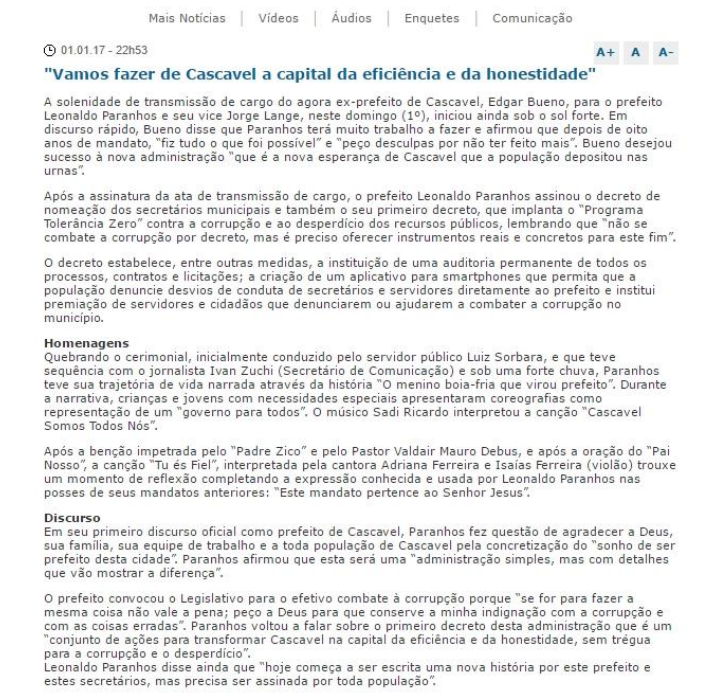 Mais Notícias | Vídeos | Áudios | Enquetes | Comunicação
01.01.17 - 22h53
A+ A A-
"Vamos fazer de Cascavel a capital da eficiência e da honestidade"
A solenidade de transmissão de cargo do agora ex-prefeito de Cascavel, Edgar Bueno, para o prefeito
Leonaldo Paranhos e seu vice Jorge Lange, neste domingo (1º), iniciou ainda sob o sol forte. Em
discurso rápido, Bueno disse que Paranhos terá muito trabalho a fazer e afirmou que depois de oito
anos de mandato, “fiz tudo o que foi possível” e “peço desculpas por não ter feito mais”. Bueno desejou
sucesso à nova administração “que é a nova esperança de Cascavel que a população depositou nas
urnas”.
Após a assinatura da ata de transmissão de cargo, o prefeito Leonaldo Paranhos assinou o decreto de
nomeação dos secretários municipais e também o seu primeiro decreto, que implanta o “Programa
Tolerância Zero” contra a corrupção e ao desperdício dos recursos públicos, lembrando que “não se
combate a corrupção por decreto, mas é preciso oferecer instrumentos reais e concretos para este fim”.
O decreto estabelece, entre outras medidas, a instituição de uma auditoria permanente de todos os
processos, contratos e licitações; a criação de um aplicativo para smartphones que permita que a
população denuncie desvios de conduta de secretários e servidores diretamente ao prefeito e institui
premiação de servidores e cidadãos que denunciarem ou ajudarem a combater a corrupção no
município.
Homenagens
Quebrando o cerimonial, inicialmente conduzido pelo servidor público Luiz Sorbara, e que teve
sequência com o jornalista Ivan Zuchi (Secretário de Comunicação) e sob uma forte chuva, Paranhos
teve sua trajetória de vida narrada através da história “O menino boia-fria que virou prefeito”. Durante
a narrativa, crianças e jovens com necessidades especiais apresentaram coreografias como
representação de um “governo para todos”. O músico Sadi Ricardo interpretou a canção “Cascavel
Somos Todos Nós”.
Após a benção impetrada pelo “Padre Zico” e pelo Pastor Valdair Mauro Debus, e após a oração do “Pai
Nosso”, a canção “Tu és Fiel”, interpretada pela cantora Adriana Ferreira e Isaías Ferreira (violão) trouxe
um momento de reflexão completando a expressão conhecida e usada por Leonaldo Paranhos nas
posses de seus mandatos anteriores: “Este mandato pertence ao Senhor Jesus”.
Discurso
Em seu primeiro discurso oficial como prefeito de Cascavel, Paranhos fez questão de agradecer a Deus,
sua família, sua equipe de trabalho e a toda população de Cascavel pela concretização do “sonho de ser
prefeito desta cidade”. Paranhos afirmou que esta será uma “administração simples, mas com detalhes
que vão mostrar a diferença”.
O prefeito convocou o Legislativo para o efetivo combate à corrupção porque “se for para fazer a
mesma coisa não vale a pena; peço a Deus para que conserve a minha indignação com a corrupção e
com as coisas erradas”. Paranhos voltou a falar sobre o primeiro decreto desta administração que é um
“conjunto de ações para transformar Cascavel na capital da eficiência e da honestidade, sem trégua
para a corrupção e o desperdício”.
Leonaldo Paranhos disse ainda que “hoje começa a ser escrita uma nova história por este prefeito e
estes secretários, mas precisa ser assinada por toda população”.